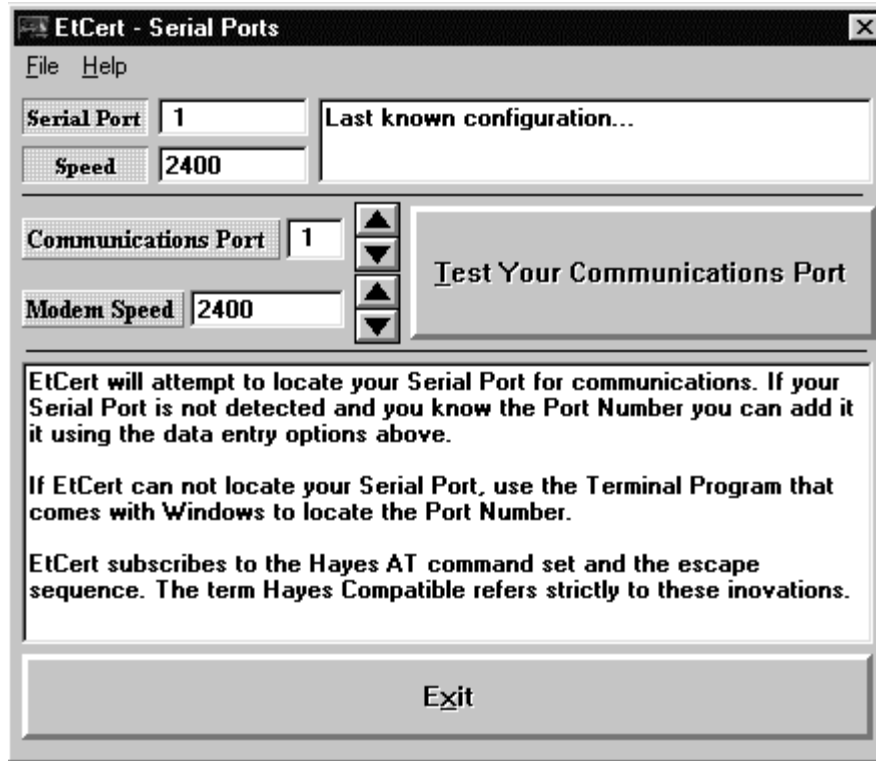 EtCert - Serial Ports
File Help
Serial Port 1
Last known configuration...
Speed 2400
Communications Port 1
Modem Speed 2400
Test Your Communications Port
EtCert will attempt to locate your Serial Port for communications. If your
Serial Port is not detected and you know the Port Number you can add it
it using the data entry options above.
If EtCert can not locate your Serial Port, use the Terminal Program that
comes with Windows to locate the Port Number.
EtCert subscribes to the Hayes AT command set and the escape
sequence. The term Hayes Compatible refers strictly to these inovations.
Exit